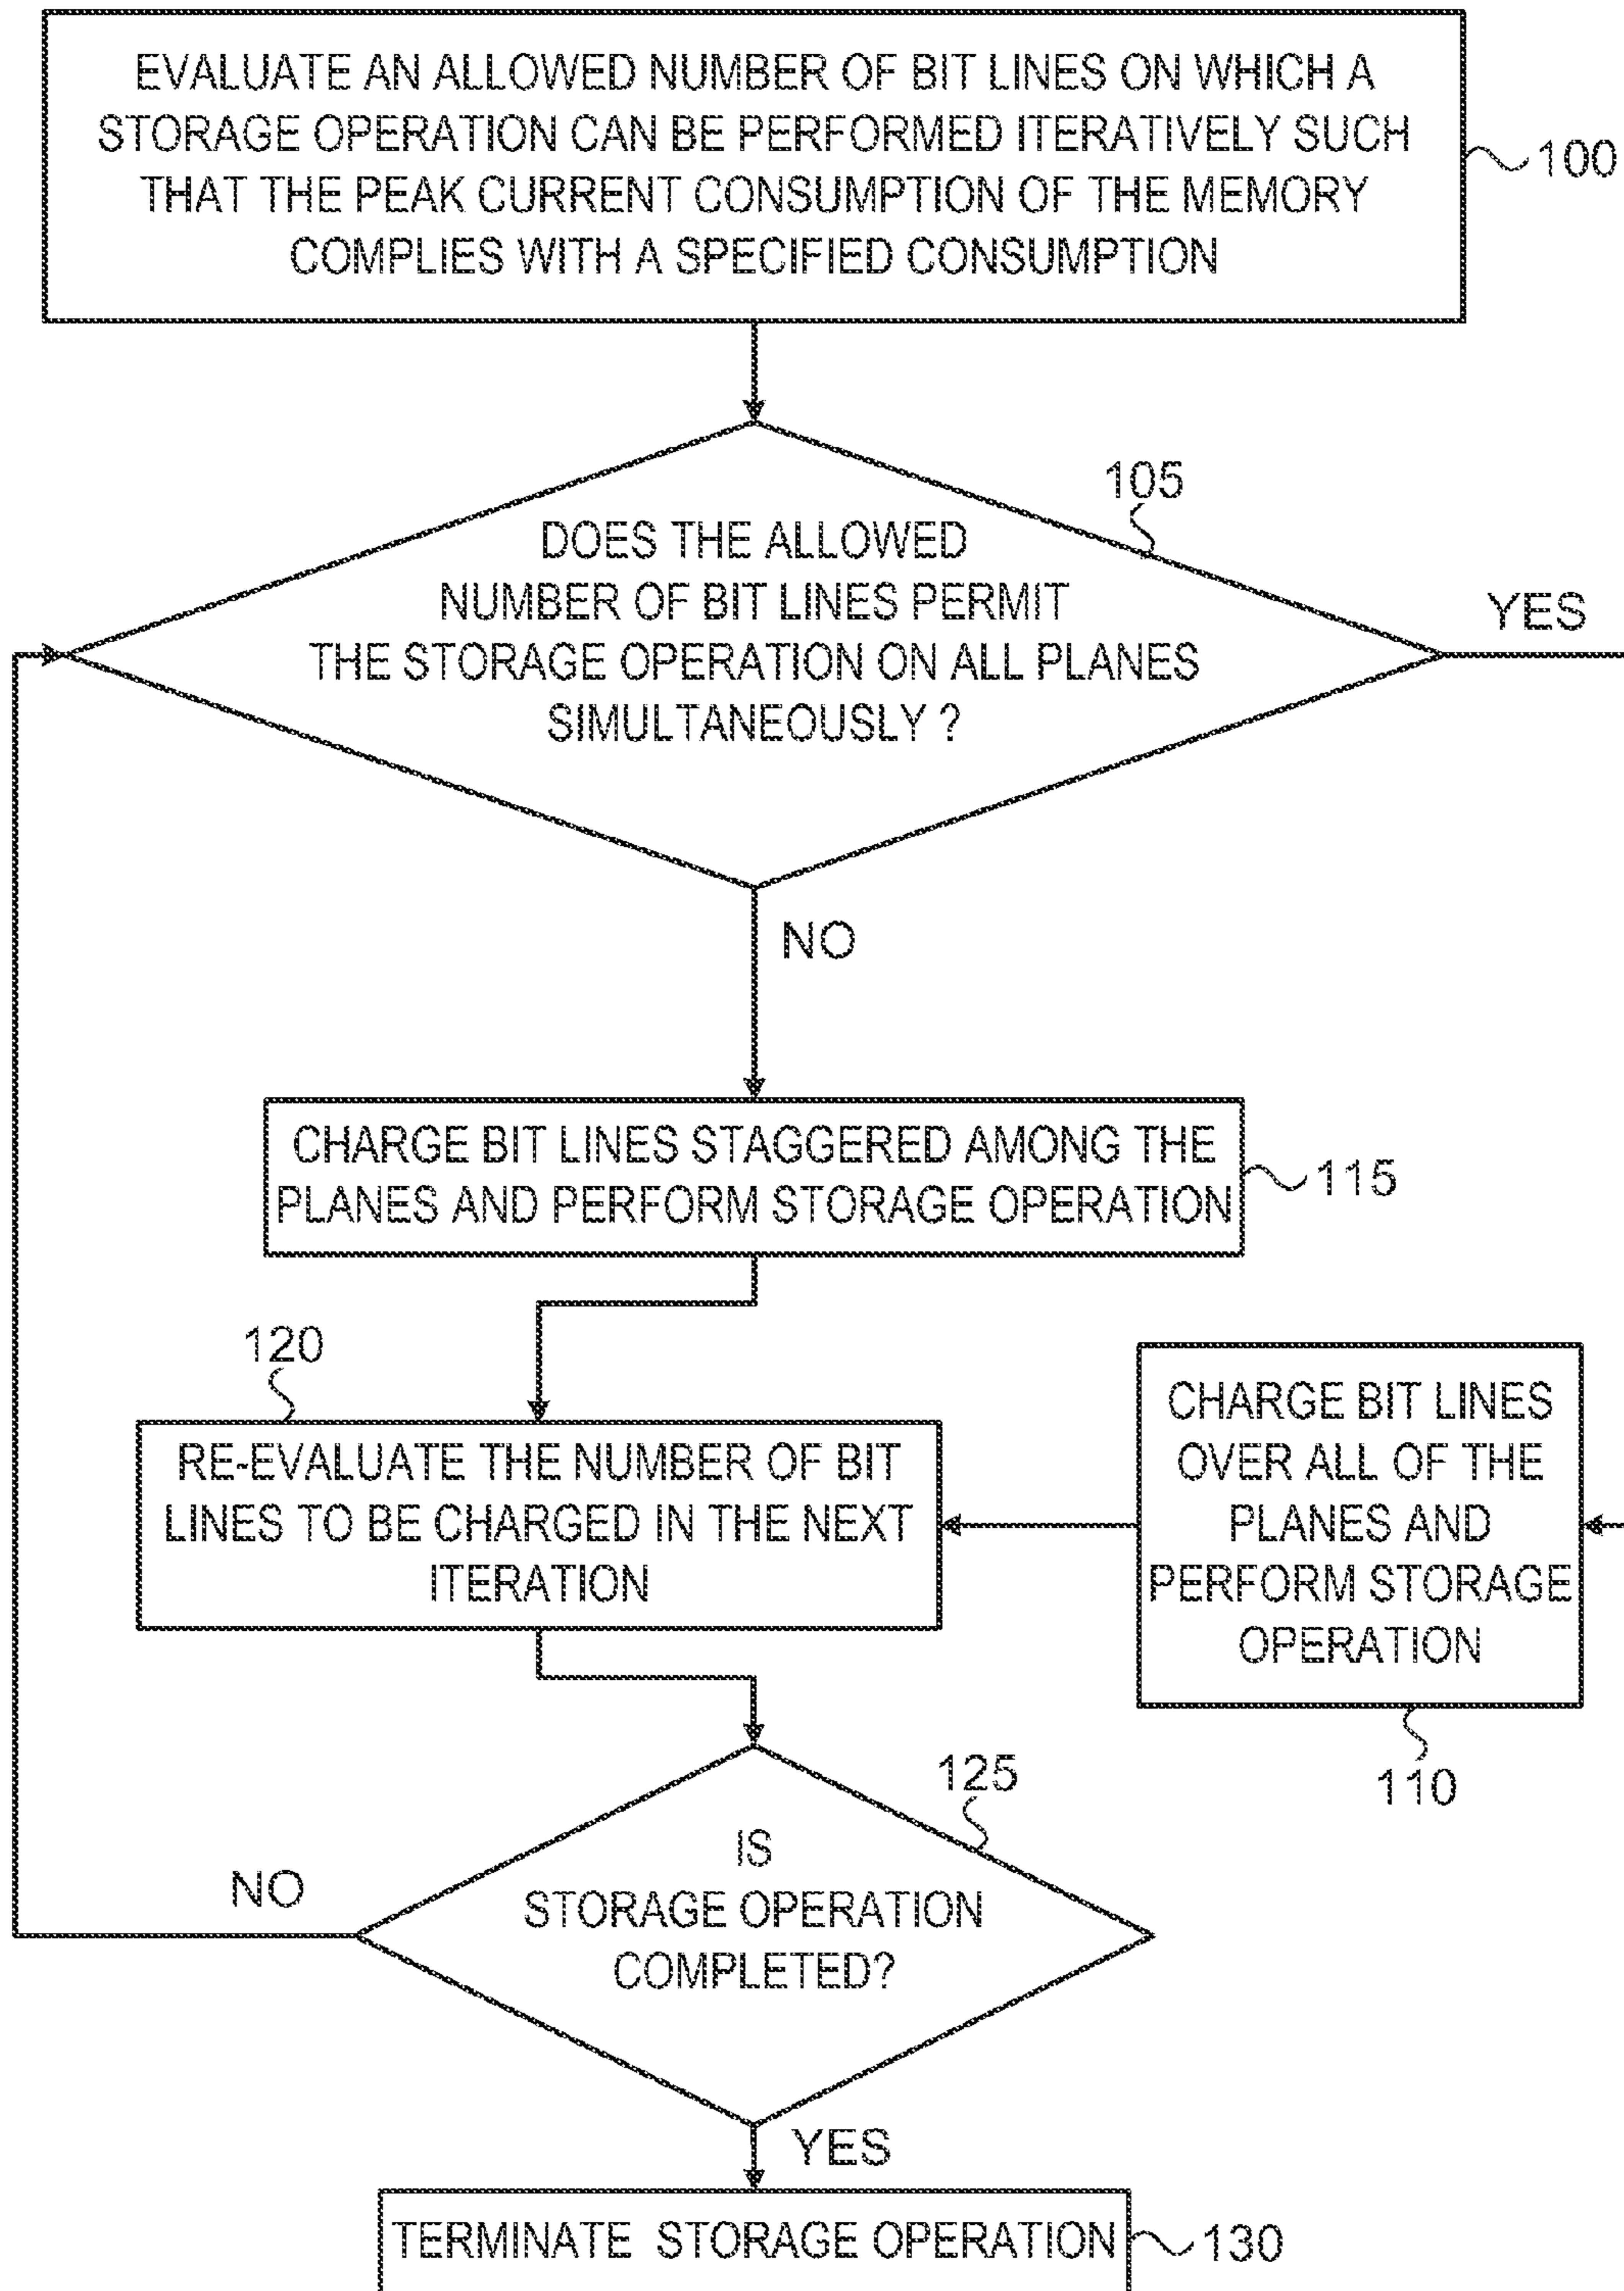 EVALUATE AN ALLOWED NUMBER OF BIT LINES ON WHICH A
STORAGE OPERATION CAN BE PERFORMED ITERATIVELY SUCH
THAT THE PEAK CURRENT CONSUMPTION OF THE MEMORY
COMPLIES WITH A SPECIFIED CONSUMPTION
100
105
DOES THE ALLOWED
NUMBER OF BIT LINES PERMIT
THE STORAGE OPERATION ON ALL PLANES
SIMULTANEOUSLY ?
YES
NO
CHARGE BIT LINES STAGGERED AMONG THE
PLANES AND PERFORM STORAGE OPERATION
115
120
RE-EVALUATE THE NUMBER OF BIT
LINES TO BE CHARGED IN THE NEXT
ITERATION
CHARGE BIT LINES
OVER ALL OF THE
PLANES AND
PERFORM STORAGE
OPERATION
110
125
IS
STORAGE OPERATION
COMPLETED?
NO
YES
TERMINATE STORAGE OPERATION
130